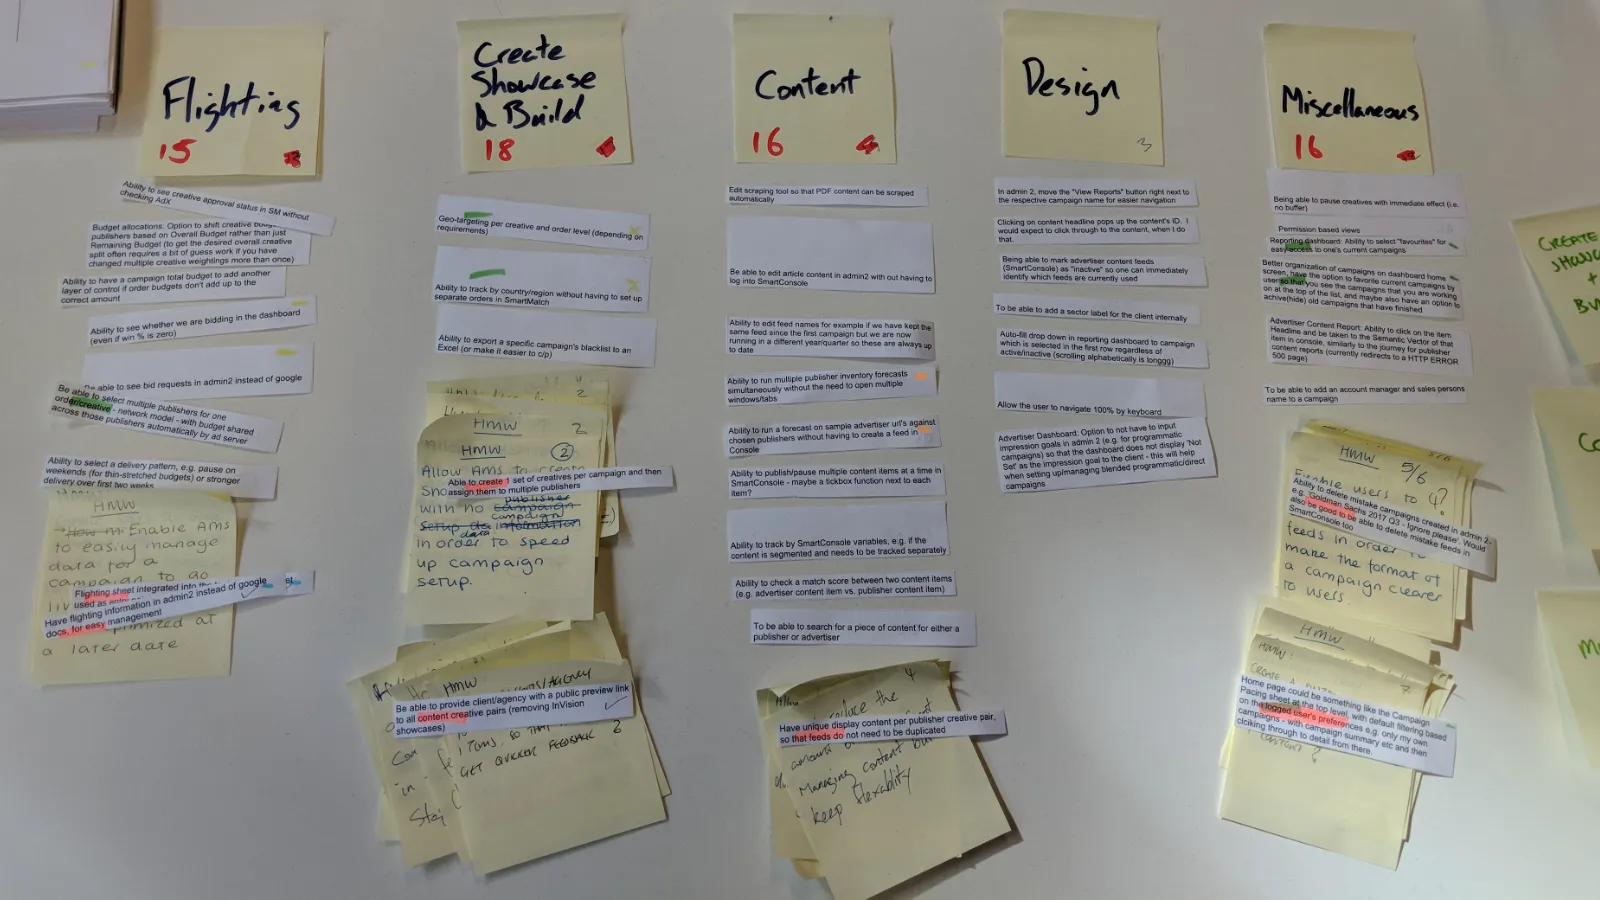 Flighting
15
Ability to see creative approval status in SM without
checking AdX
Budget allocations: Option to shift creative
publishers based on Overall Budget rather than just
Remaining Budget (to get the desired overall creative
split often requires a bit of guess work if you have
changed multiple creative weightings more than once)
Ability to have a campaign total budget to add another
layer of control if order budgets don't add up to the
correct amount
Ability to see whether we are bidding in the dashboard
(even if win % is zero)
able to see bid requests in admin2 instead of google
Be able to select multiple publishers for one
order/creative - network model - with budget shared
across those publishers automatically by ad server
Ability to select a delivery pattern, e.g. pause on
weekends (for thin-stretched budgets) or stronger
delivery over first two weeks
HMW
Enable AMs
to easily manage
data for a
campaign to go
Flighting sheet integrated into
used as
Have flighting information in admin2 instead of google
docs, for easy management
at
a later date
Create
Showcase
& Build
18
Geo-targeting per creative and order level (depending on
requirements)
Ability to track by country/region without having to set up
separate orders in SmartMatch
Ability to export a specific campaign's blacklist to an
Excel (or make it easier to c/p)
2
HMW
2
HMW
2
Allow AMs to create
Able to create 1 set of creatives per campaign and then
assign them to multiple publishers
with no campaign
publisher
campaign
Setup information
data
in order to speed
up campaign
setup.
HMW
Be able to provide client/agency with a public preview link
to all content creative pairs (removing InVision
showcases)
ITEMS, SO THAT
GET QUICKER FEEDBACK ?
Content
16
Edit scraping tool so that PDF content can be scraped
automatically
Be able to edit article content in admin2 with out having to
log into SmartConsole
Ability to edit feed names for example if we have kept the
same feed since the first campaign but we are now
running in a different year/quarter so these are always up
to date
Ability to run multiple publisher inventory forecasts
simultaneously without the need to open multiple
windows/tabs
Ability to run a forecast on sample advertiser url's against
chosen publishers without having to create a feed in
Console
Ability to publish/pause multiple content items at a time in
SmartConsole - maybe a tickbox function next to each
item?
Ability to track by SmartConsole variables, e.g. if the
content is segmented and needs to be tracked separately
Ability to check a match score between two content items
(e.g. advertiser content item vs. publisher content item)
To be able to search for a piece of content for either a
publisher or advertiser
4
reduce the
Have unique display content per publisher creative pair,
so that feeds do not need to be duplicated
amount
Managing content but
keep flexablity
Design
3
In admin 2, move the "View Reports" button right next to
the respective campaign name for easier navigation
Clicking on content headline pops up the content's ID. I
would expect to click through to the content, when I do
that.
Being able to mark advertiser content feeds
(SmartConsole) as "inactive" so one can immediately
identify which feeds are currently used
To be able to add a sector label for the client internally
Auto-fill drop down in reporting dashboard to campaign
which is selected in the first row regardless of
active/inactive (scrolling alphabetically is longgg)
Allow the user to navigate 100% by keyboard
Advertiser Dashboard: Option to not have to input
impression goals in admin 2 (e.g. for programmatic
campaigns) so that the dashboard does not display 'Not
Set' as the impression goal to the client - this will help
when setting up/managing blended programmatic/direct
campaigns
Miscellaneous
16
Being able to pause creatives with immediate effect (i.e.
no buffer)
Permission based views
Reporting dashboard: Ability to select "favourites" for
easy access to one's current campaigns
Better organization of campaigns on dashboard home
screen, have the option to favorite current campaigns by
user so that you see the campaigns that you are working
on at the top of the list, and maybe also have an option to
achive(hide) old campaigns that have finished
Advertiser Content Report: Ability to click on the item
Headline and be taken to the Semantic Vector of that
item in console, similarly to the journey for publisher
content reports (currently redirects to a HTTP ERROR
500 page)
To be able to add an account manager and sales persons
name to a campaign
HMW
5/6
Enable users to
4?
Ability to delete mistake campaigns created in admin 2-
e.g. 'Goldman Sachs 2017 Q3 - Ignore please'. Would
also be good to be able to delete mistake feeds in
SmartConsole too
feeds in order to
make the format of
a campaign clearer
to users.
HMW
HMW:
CREATE A
Home page could be something like the Campaign
Pacing sheet at the top level, with default filtering based
on the logged user's preferences e.g. only my own
campaigns - with campaign summary etc and then
clciking through to detail from there.
CREATE